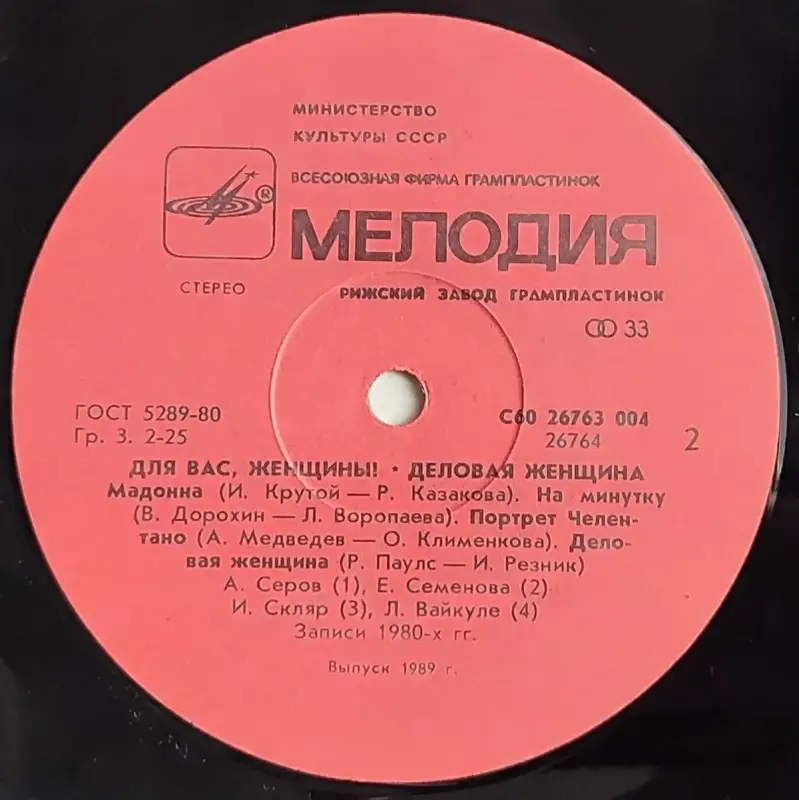 МИНИСТЕРСТВО
КУЛЬТУРЫ СССР
ВСЕСОЮЗНАЯ ФИРМА ГРАМПЛАСТИНОК
®
МЕЛОДИЯ
СТЕРЕО
РИЖСКИЙ ЗАВОД ГРАМПЛАСТИНОК
33
ГОСТ 5289-80
Гр. 3. 2-25
С60 26763 004
26764
2
ДЛЯ ВАС, ЖЕНЩИНЫ! · ДЕЛОВАЯ ЖЕНЩИНА
Мадонна (И. Крутой — Р. Казакова). На минутку
(В. Дорохин — Л. Воропаева). Портрет Челен-
тано (А. Медведев — О. Клименкова). Дело-
вая женщина (Р. Паулс — И. Резник)
А. Серов (1), Е. Семенова (2)
И. Скляр (3), Л. Вайкуле (4)
Записи 1980-х гг.
Выпуск 1989 г.